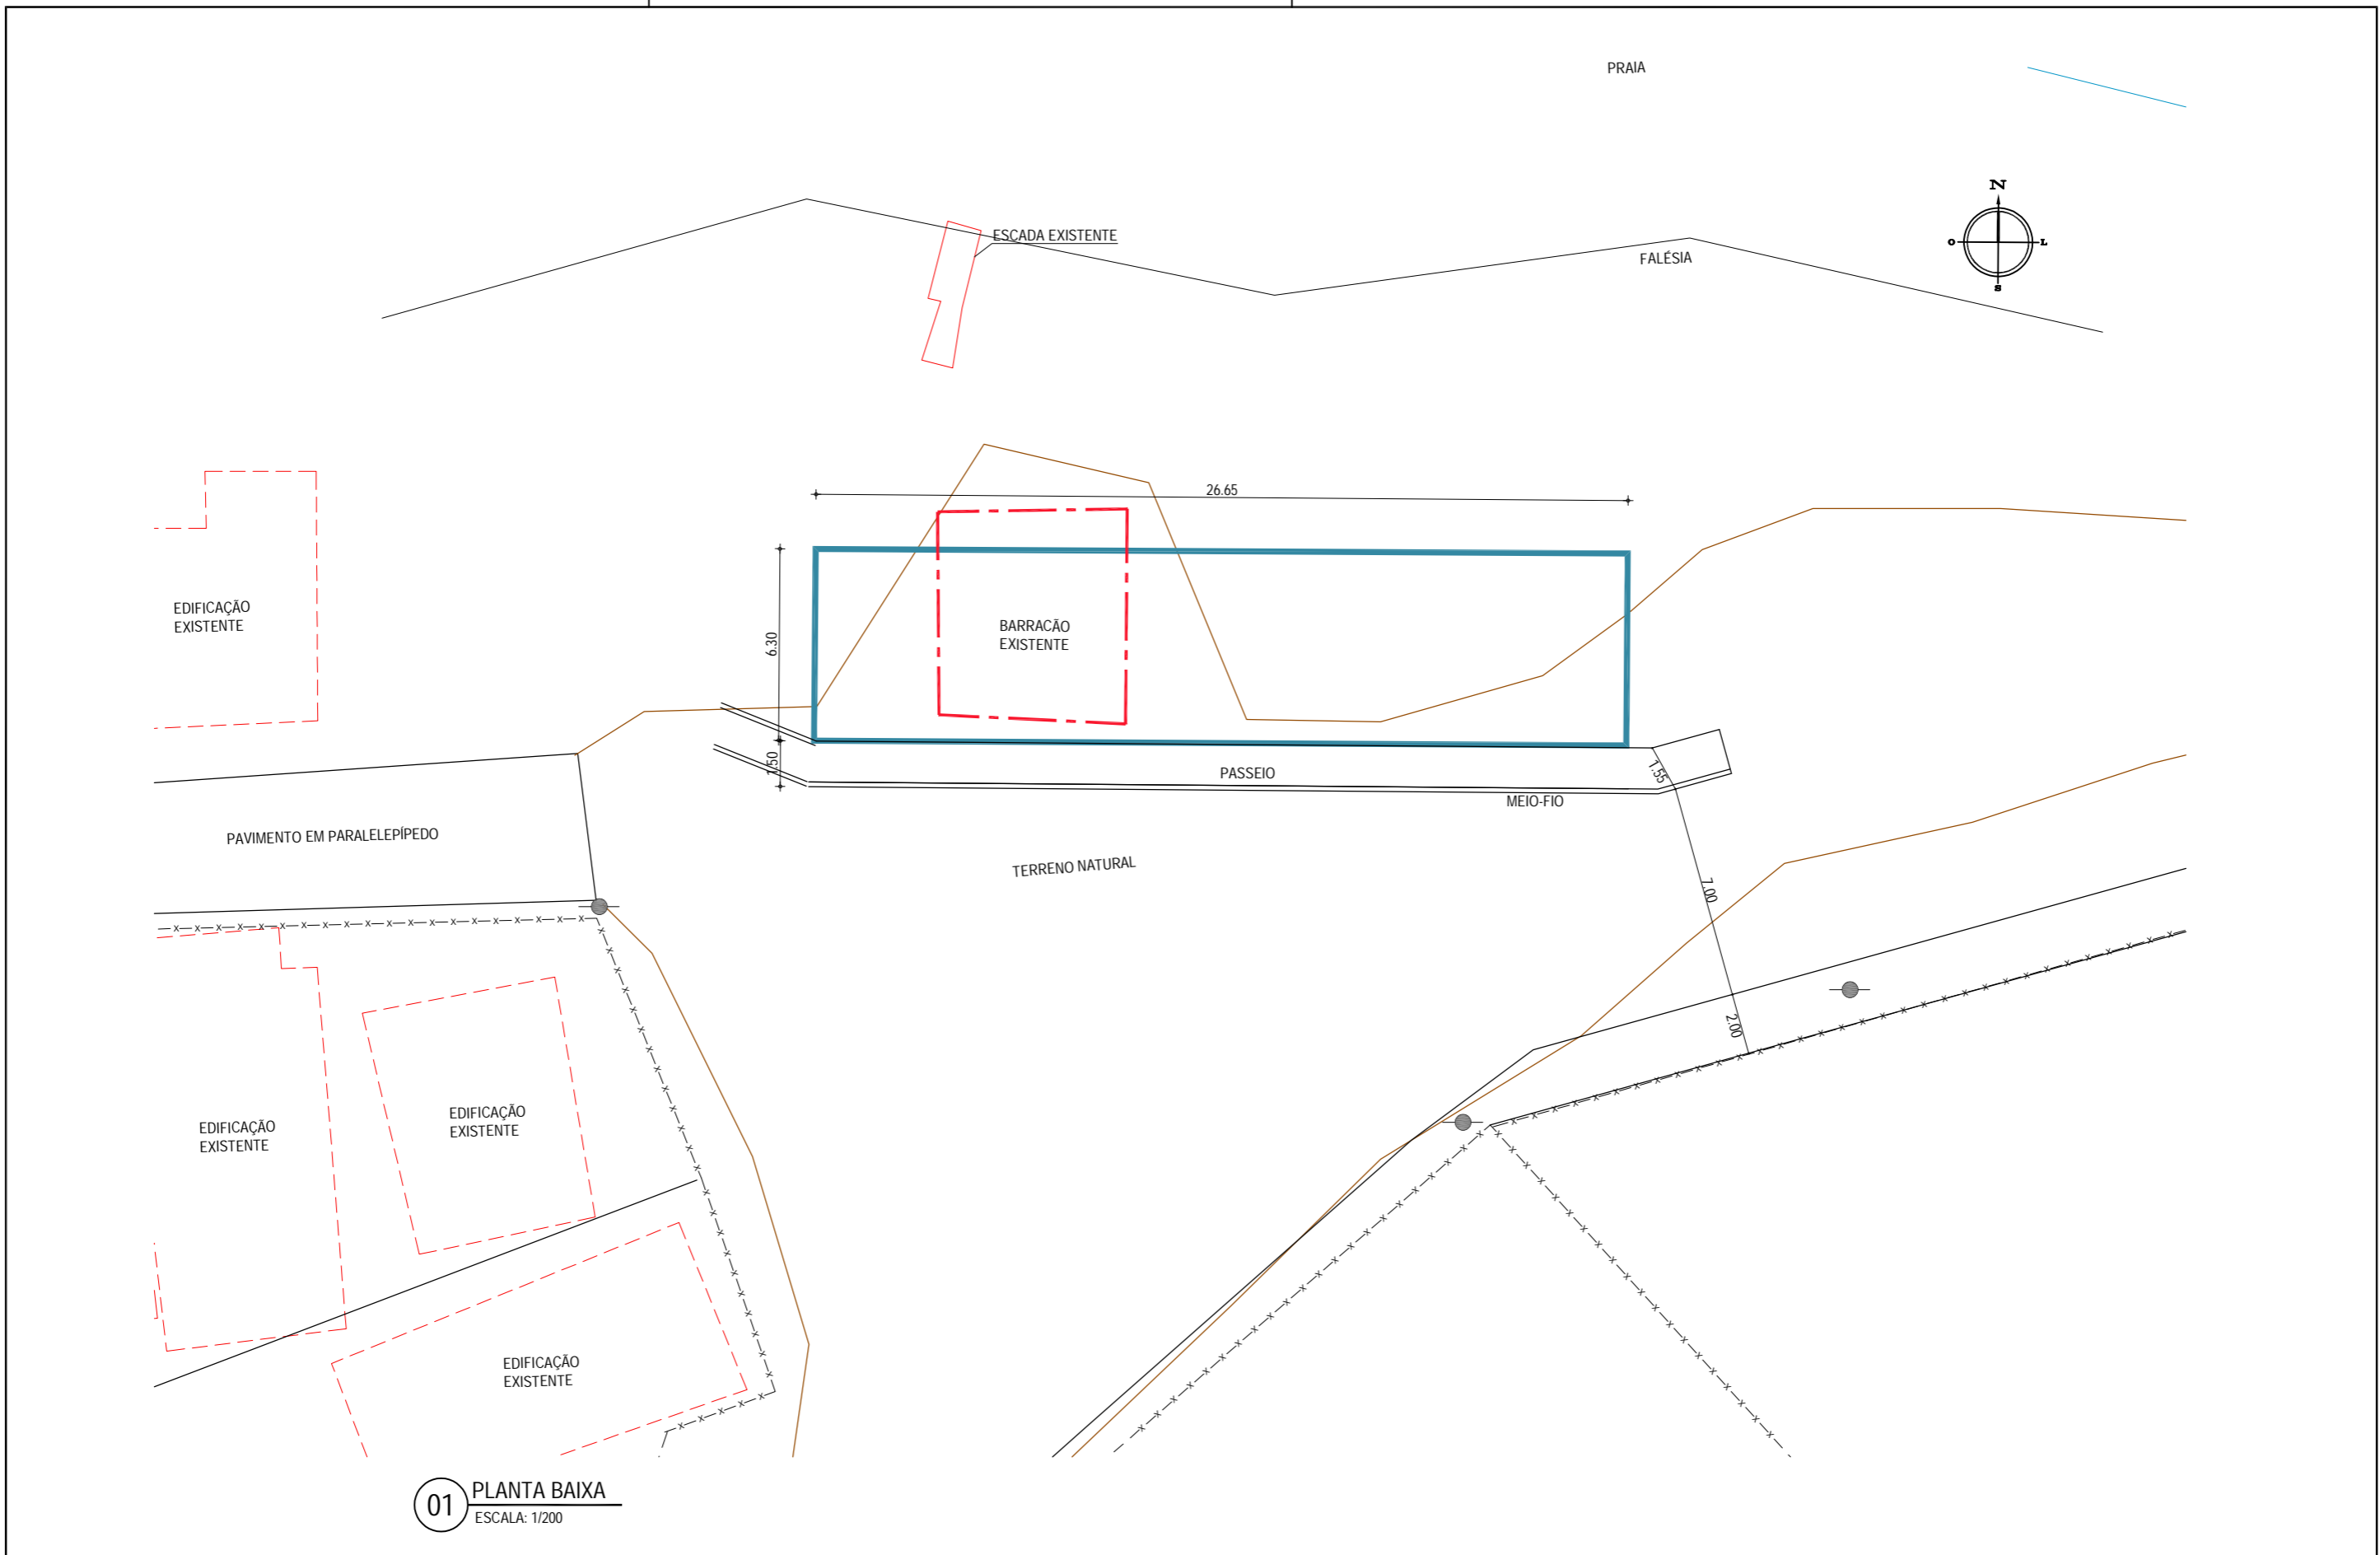 PRAIA
N
O
L
S
ESCADA EXISTENTE
FALÉSIA
26.65
6.30
EDIFICAÇÃO
EXISTENTE
BARRACÃO
EXISTENTE
1.50
PASSEIO
1.55
MEIO-FIO
PAVIMENTO EM PARALELEPÍPEDO
TERRENO NATURAL
7.00
2.00
EDIFICAÇÃO
EXISTENTE
EDIFICAÇÃO
EXISTENTE
EDIFICAÇÃO
EXISTENTE
01
PLANTA BAIXA
ESCALA: 1/200